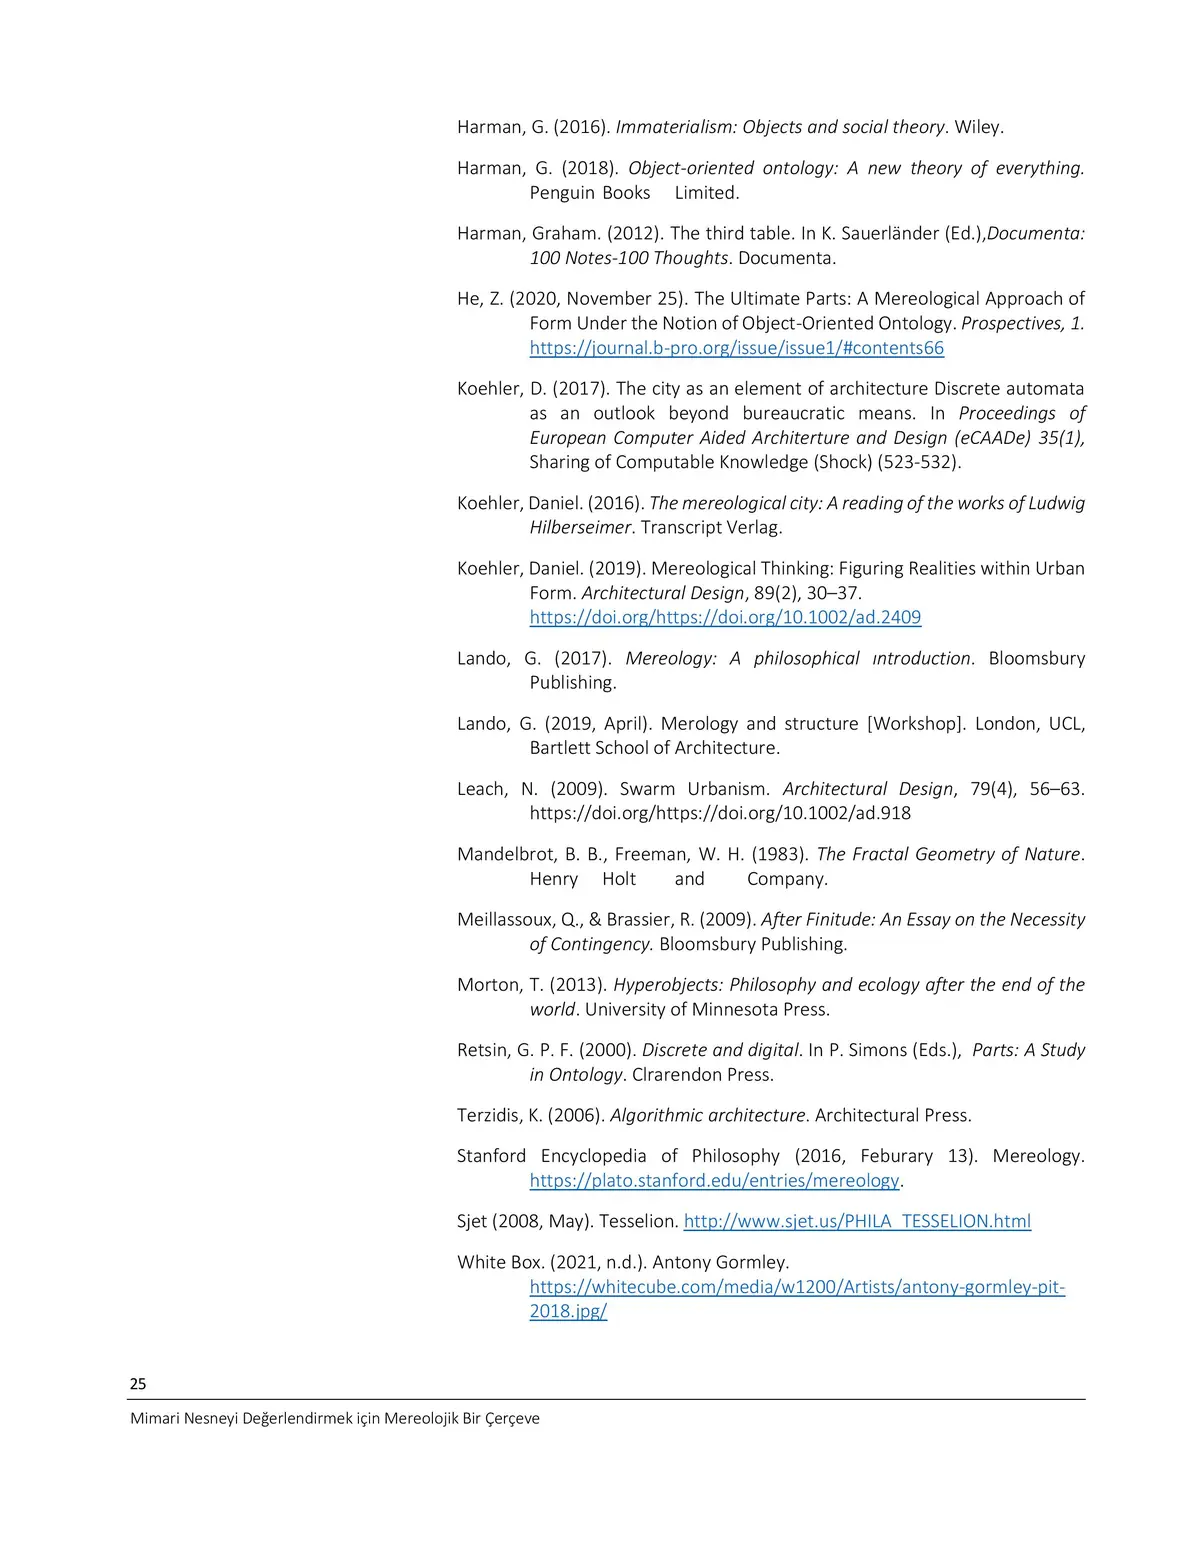 Harman, G. (2016). Immaterialism: Objects and social theory. Wiley.
Harman, G. (2018). Object-oriented ontology: A new theory of everything.
Penguin Books Limited.
Harman, Graham. (2012). The third table. In K. Sauerländer (Ed.),Documenta:
100 Notes-100 Thoughts. Documenta.
He, Z. (2020, November 25). The Ultimate Parts: A Mereological Approach of
Form Under the Notion of Object-Oriented Ontology. Prospectives, 1.
https://journal.b-pro.org/issue/issue1/#contents66
Koehler, D. (2017). The city as an element of architecture Discrete automata
as an outlook beyond bureaucratic means. In Proceedings of
European Computer Aided Architerture and Design (eCAADe) 35(1),
Sharing of Computable Knowledge (Shock) (523-532).
Koehler, Daniel. (2016). The mereological city: A reading of the works of Ludwig
Hilberseimer. Transcript Verlag.
Koehler, Daniel. (2019). Mereological Thinking: Figuring Realities within Urban
Form. Architectural Design, 89(2), 30–37.
https://doi.org/https://doi.org/10.1002/ad.2409
Lando, G. (2017). Mereology: A philosophical ıntroduction. Bloomsbury
Publishing.
Lando, G. (2019, April). Merology and structure [Workshop]. London, UCL,
Bartlett School of Architecture.
Leach, N. (2009). Swarm Urbanism. Architectural Design, 79(4), 56–63.
https://doi.org/https://doi.org/10.1002/ad.918
Mandelbrot, B. B., Freeman, W. H. (1983). The Fractal Geometry of Nature.
Henry Holt and Company.
Meillassoux, Q., & Brassier, R. (2009). After Finitude: An Essay on the Necessity
of Contingency. Bloomsbury Publishing.
Morton, T. (2013). Hyperobjects: Philosophy and ecology after the end of the
world. University of Minnesota Press.
Retsin, G. P. F. (2000). Discrete and digital. In P. Simons (Eds.), Parts: A Study
in Ontology. Clrarendon Press.
Terzidis, K. (2006). Algorithmic architecture. Architectural Press.
Stanford Encyclopedia of Philosophy (2016, Feburary 13). Mereology.
https://plato.stanford.edu/entries/mereology.
Sjet (2008, May). Tesselion. http://www.sjet.us/PHILA_TESSELION.html
White Box. (2021, n.d.). Antony Gormley.
https://whitecube.com/media/w1200/Artists/antony-gormley-pit-
2018.jpg/
25
Mimari Nesneyi Değerlendirmek için Mereolojik Bir Çerçeve